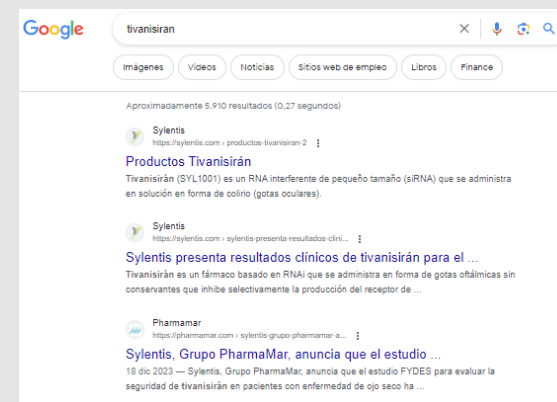 Google
tivanisiran
Imágenes
Videos
Noticias
Sitios web de empleo
Libros
Finance
Aproximadamente 5.910 resultados (0,27 segundos)
Sylentis
https://sylentis.com › productos-tivanisiran-2
Productos Tivanisirán
Tivanisirán (SYL1001) es un RNA interferente de pequeño tamaño (siRNA) que se administra
en solución en forma de colirio (gotas oculares).
Sylentis
https://sylentis.com › sylentis-presenta-resultados-clini...
Sylentis presenta resultados clínicos de tivanisirán para el ...
Tivanisirán es un fármaco basado en RNAi que se administra en forma de gotas oftálmicas sin
conservantes que inhibe selectivamente la producción del receptor de ...
Pharmamar
https://pharmamar.com › sylentis-grupo-pharmamar-a...
Sylentis, Grupo PharmaMar, anuncia que el estudio ...
18 dic 2023 — Sylentis, Grupo PharmaMar, anuncia que el estudio FYDES para evaluar la
seguridad de tivanisirán en pacientes con enfermedad de ojo seco ha ...